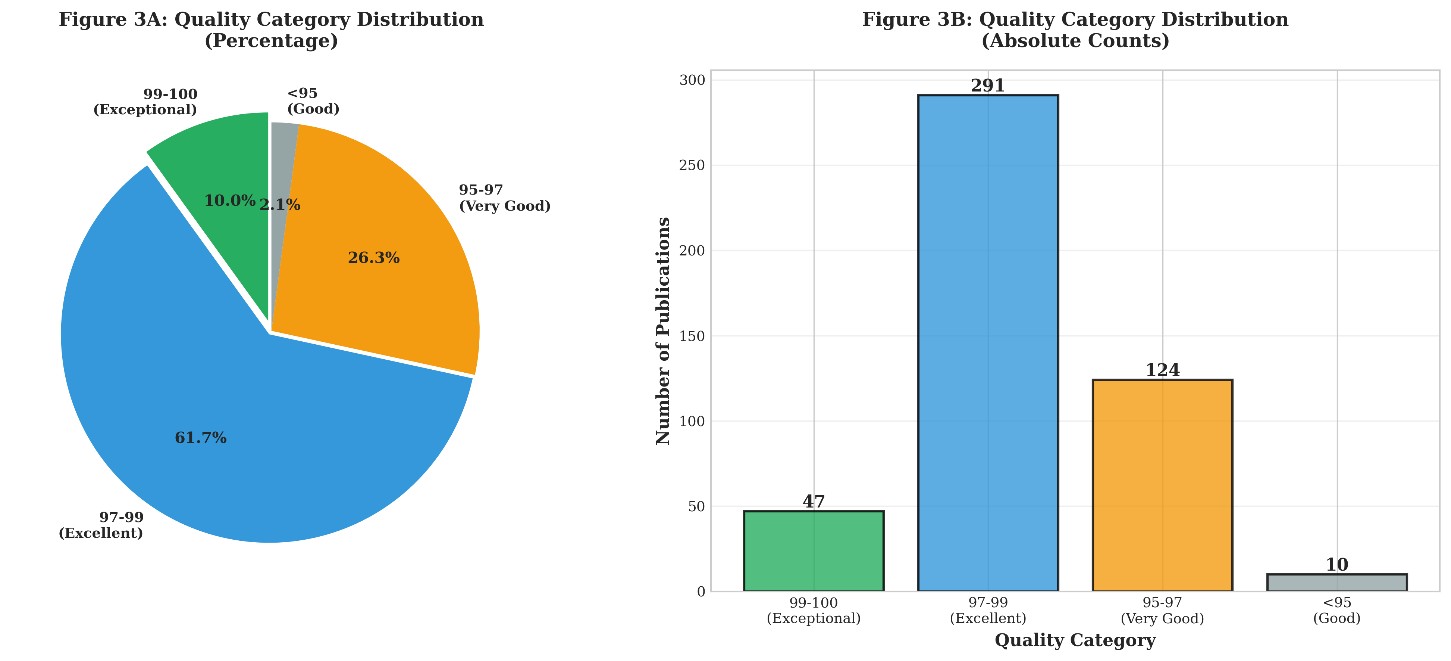 Figure 3A: Quality Category Distribution
(Percentage)
99-100
(Exceptional)
<95
(Good)
95-97
(Very Good)
10.0%
2.1%
26.3%
61.7%
97-99
(Excellent)
Figure 3B: Quality Category Distribution
(Absolute Counts)
Number of Publications
300
250
200
150
100
50
0
47
291
124
10
99-100
(Exceptional)
97-99
(Excellent)
95-97
(Very Good)
<95
(Good)
Quality Category